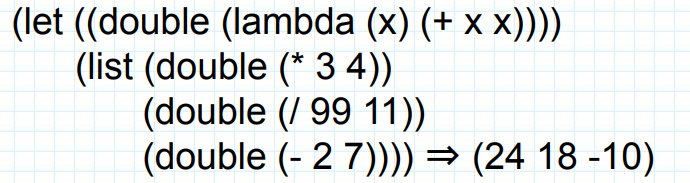 (let ((double (lambda (x) (+ x x))))
(list (double (* 3 4))
(double (/ 99 11))
(double (- 2 7)))) ⇒ (24 18 -10)